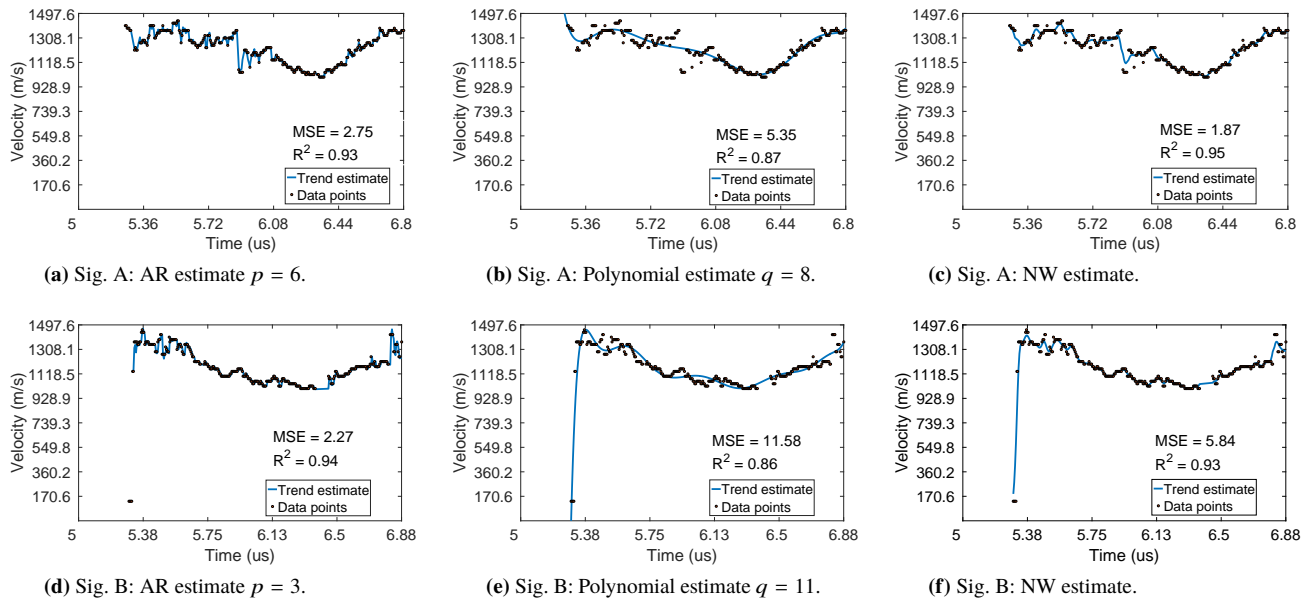 1497.6
1308.1
1118.5
928.9
739.3
549.8
360.2
170.6
Velocity (m/s)
MSE = 2.75
R² = 0.93
Trend estimate
Data points
5 5.36 5.72 6.08 6.44 6.8
Time (us)
(a) Sig. A: AR estimate p = 6.
1497.6
1308.1
1118.5
928.9
739.3
549.8
360.2
170.6
Velocity (m/s)
MSE = 5.35
R² = 0.87
Trend estimate
Data points
5 5.36 5.72 6.08 6.44 6.8
Time (us)
(b) Sig. A: Polynomial estimate q = 8.
1497.6
1308.1
1118.5
928.9
739.3
549.8
360.2
170.6
Velocity (m/s)
MSE = 1.87
R² = 0.95
Trend estimate
Data points
5 5.36 5.72 6.08 6.44 6.8
Time (us)
(c) Sig. A: NW estimate.
1497.6
1308.1
1118.5
928.9
739.3
549.8
360.2
170.6
Velocity (m/s)
MSE = 2.27
R² = 0.94
Trend estimate
Data points
5 5.38 5.75 6.13 6.5 6.88
Time (us)
(d) Sig. B: AR estimate p = 3.
1497.6
1308.1
1118.5
928.9
739.3
549.8
360.2
170.6
Velocity (m/s)
MSE = 11.58
R² = 0.86
Trend estimate
Data points
5 5.38 5.75 6.13 6.5 6.88
Time (us)
(e) Sig. B: Polynomial estimate q = 11.
1497.6
1308.1
1118.5
928.9
739.3
549.8
360.2
170.6
Velocity (m/s)
MSE = 5.84
R² = 0.93
Trend estimate
Data points
5 5.38 5.75 6.13 6.5 6.88
Time (us)
(f) Sig. B: NW estimate.